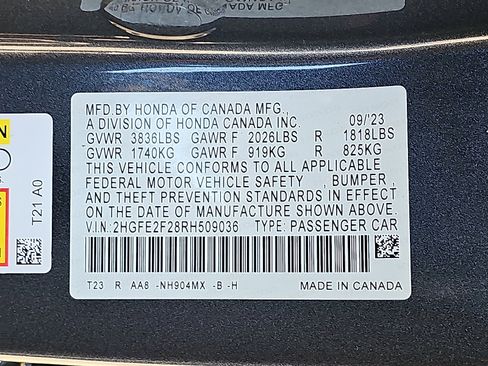 MFD.BY HONDA OF CANADA MFG.,
A DIVISION OF HONDA CANADA INC. 09/'23
GVWR 3836LBS GAWR F 2026LBS R 1818LBS
GVWR 1740KG GAWR F 919KG R 825KG
THIS VEHICLE CONFORMS TO ALL APPLICABLE
FEDERAL MOTOR VEHICLE SAFETY , BUMPER ,
AND THEFT PREVENTION STANDARDS IN EFFECT
ON THE DATE OF MANUFACTURE SHOWN ABOVE.
V.I.N: 2HGFE2F28RH509036 TYPE: PASSENGER CAR
T23 R AA8 -NH904MX -B -H MADE IN CANADA
T21 A0